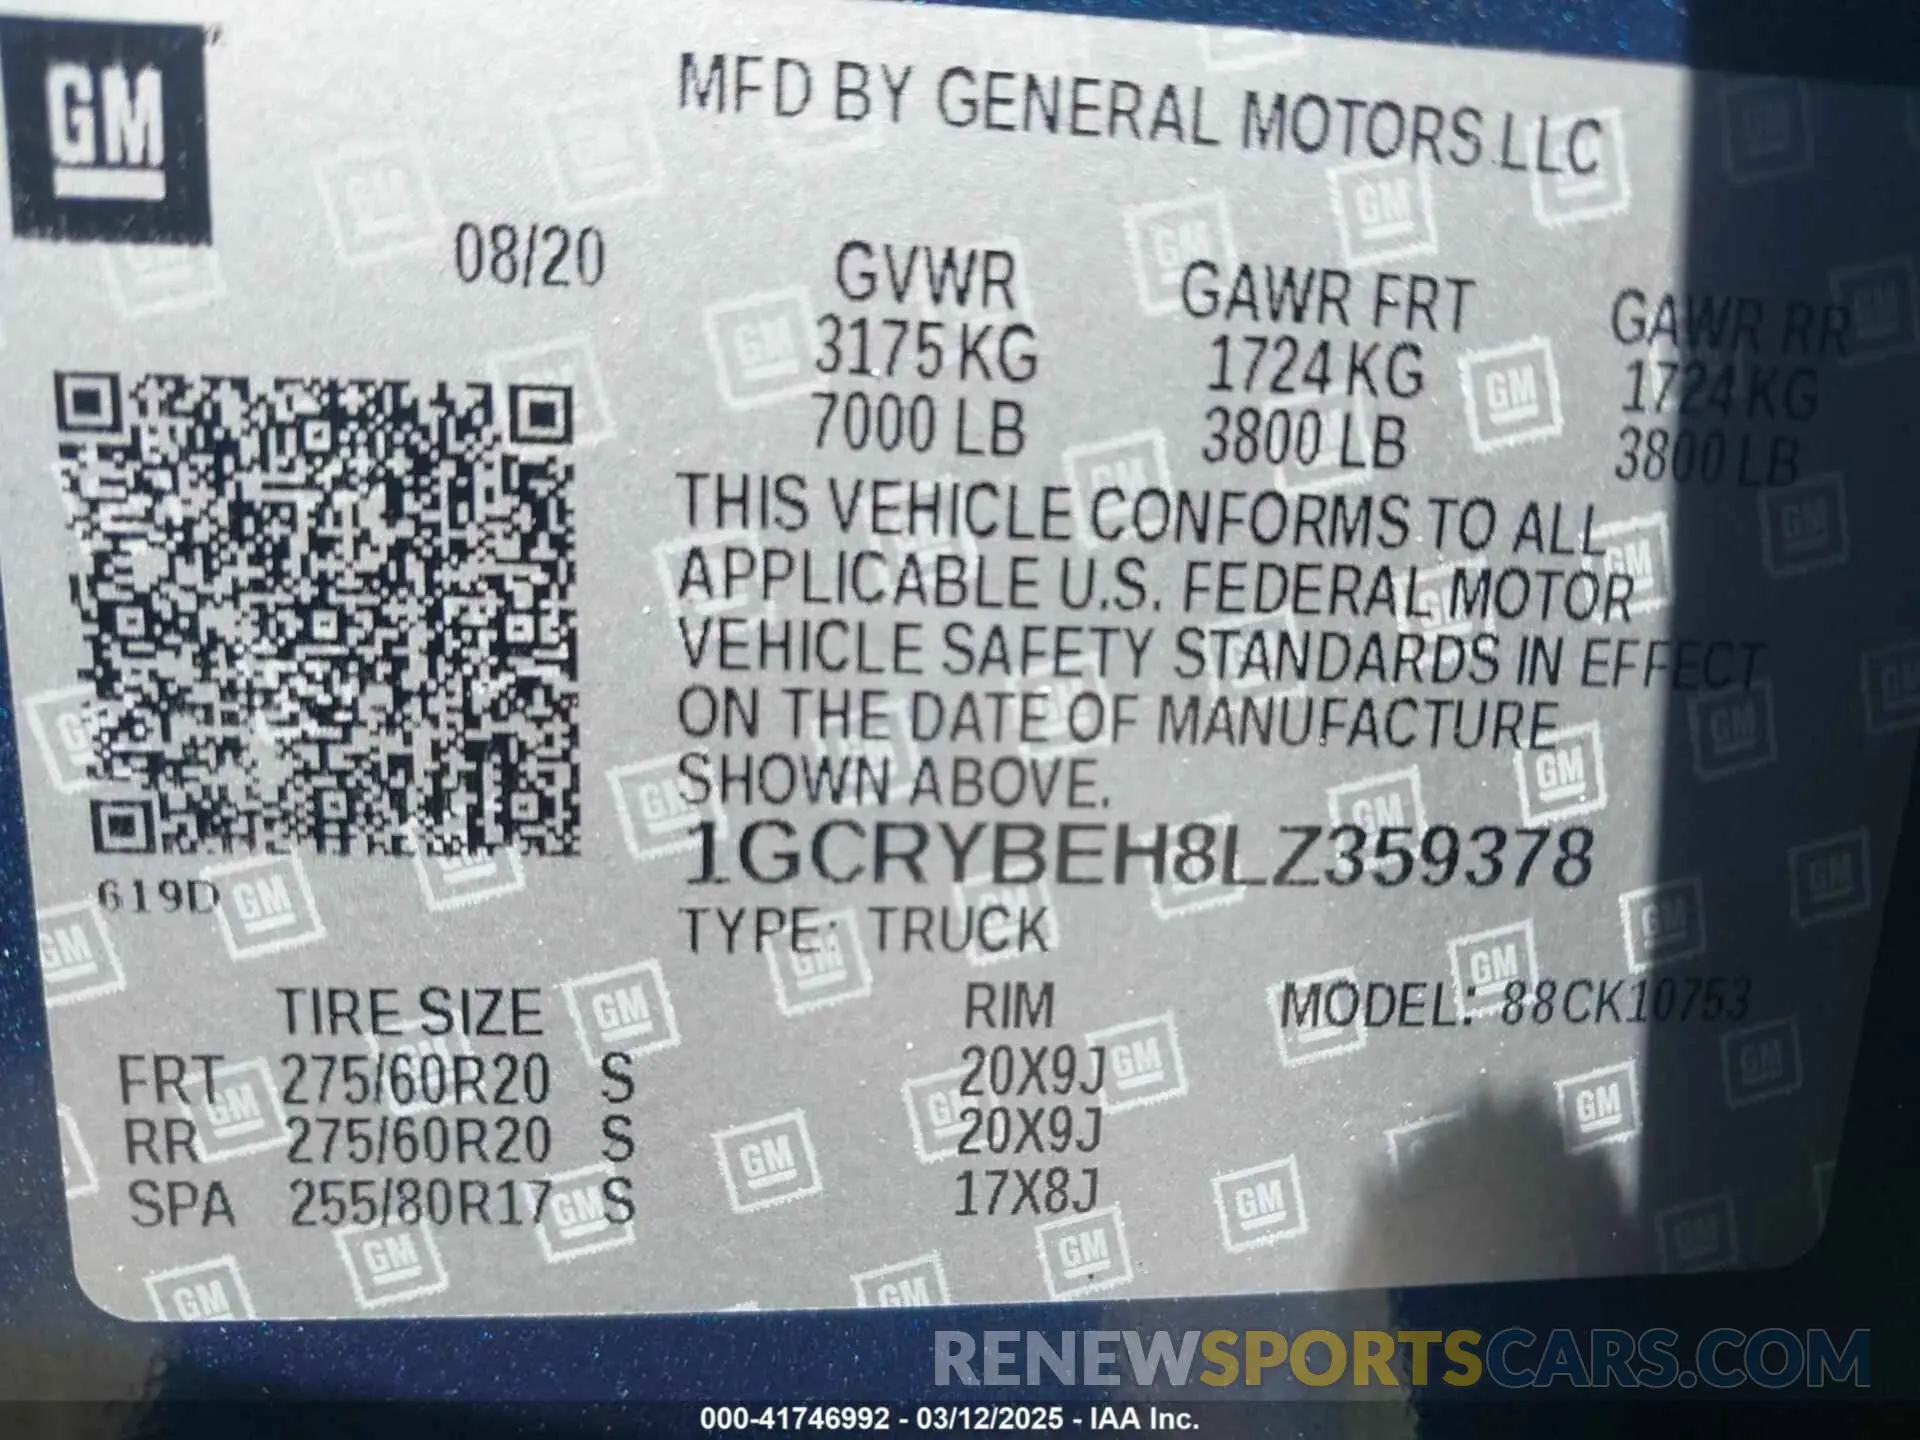 GM
MFD BY GENERAL MOTORS LLC
08/20
GVWR GAWR FRT GAWR RR
3175 KG 1724 KG 1724 KG
7000 LB 3800 LB 3800 LB
THIS VEHICLE CONFORMS TO ALL
APPLICABLE U.S. FEDERAL MOTOR
VEHICLE SAFETY STANDARDS IN EFFECT
ON THE DATE OF MANUFACTURE
SHOWN ABOVE.
1GCRYBEH8LZ359378
619D
TYPE: TRUCK
TIRE SIZE RIM MODEL: 88CK10753
FRT 275/60R20 S 20X9J
RR 275/60R20 S 20X9J
SPA 255/80R17 S 17X8J
RENEWSPORTSCARS.COM
000-41746992 - 03/12/2025 - IAA Inc.